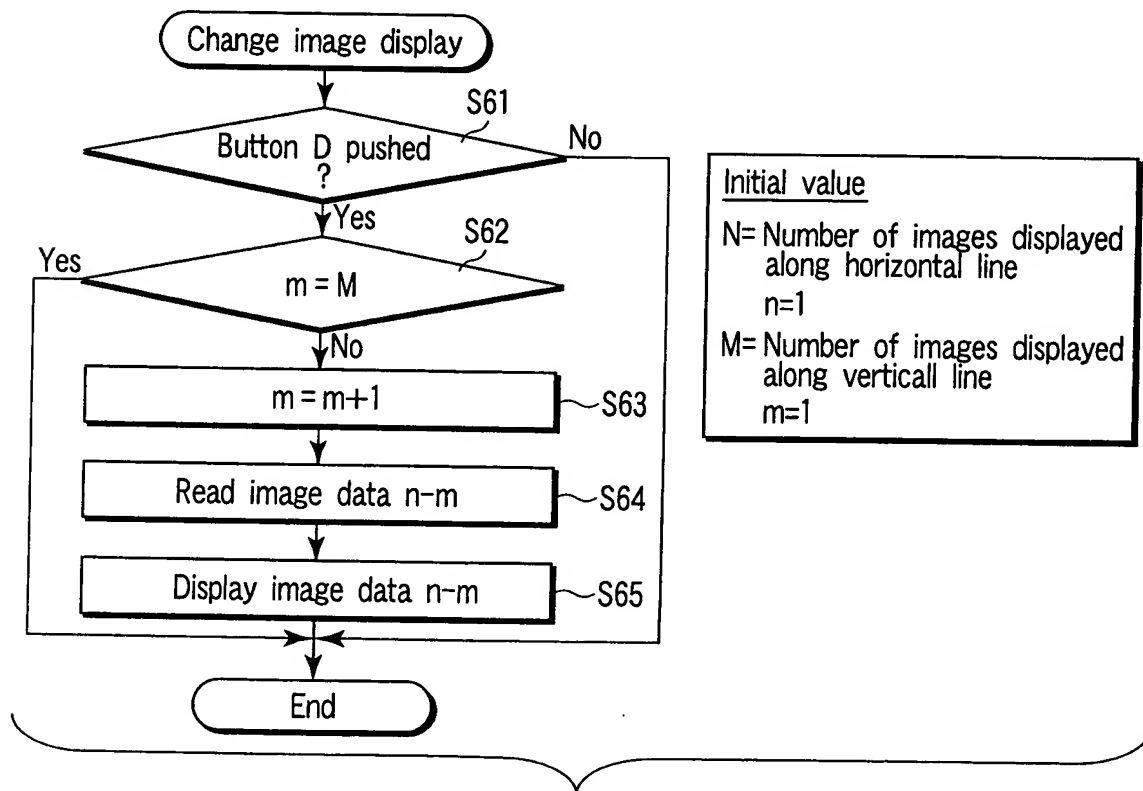 Change image display
S61
Button D pushed
?
No
Yes
S62
Yes
m = M
No
m = m+1
S63
Read image data n-m
S64
Display image data n-m
S65
End
Initial value
N= Number of images displayed
along horizontal line
n=1
M= Number of images displayed
along verticall line
m=1